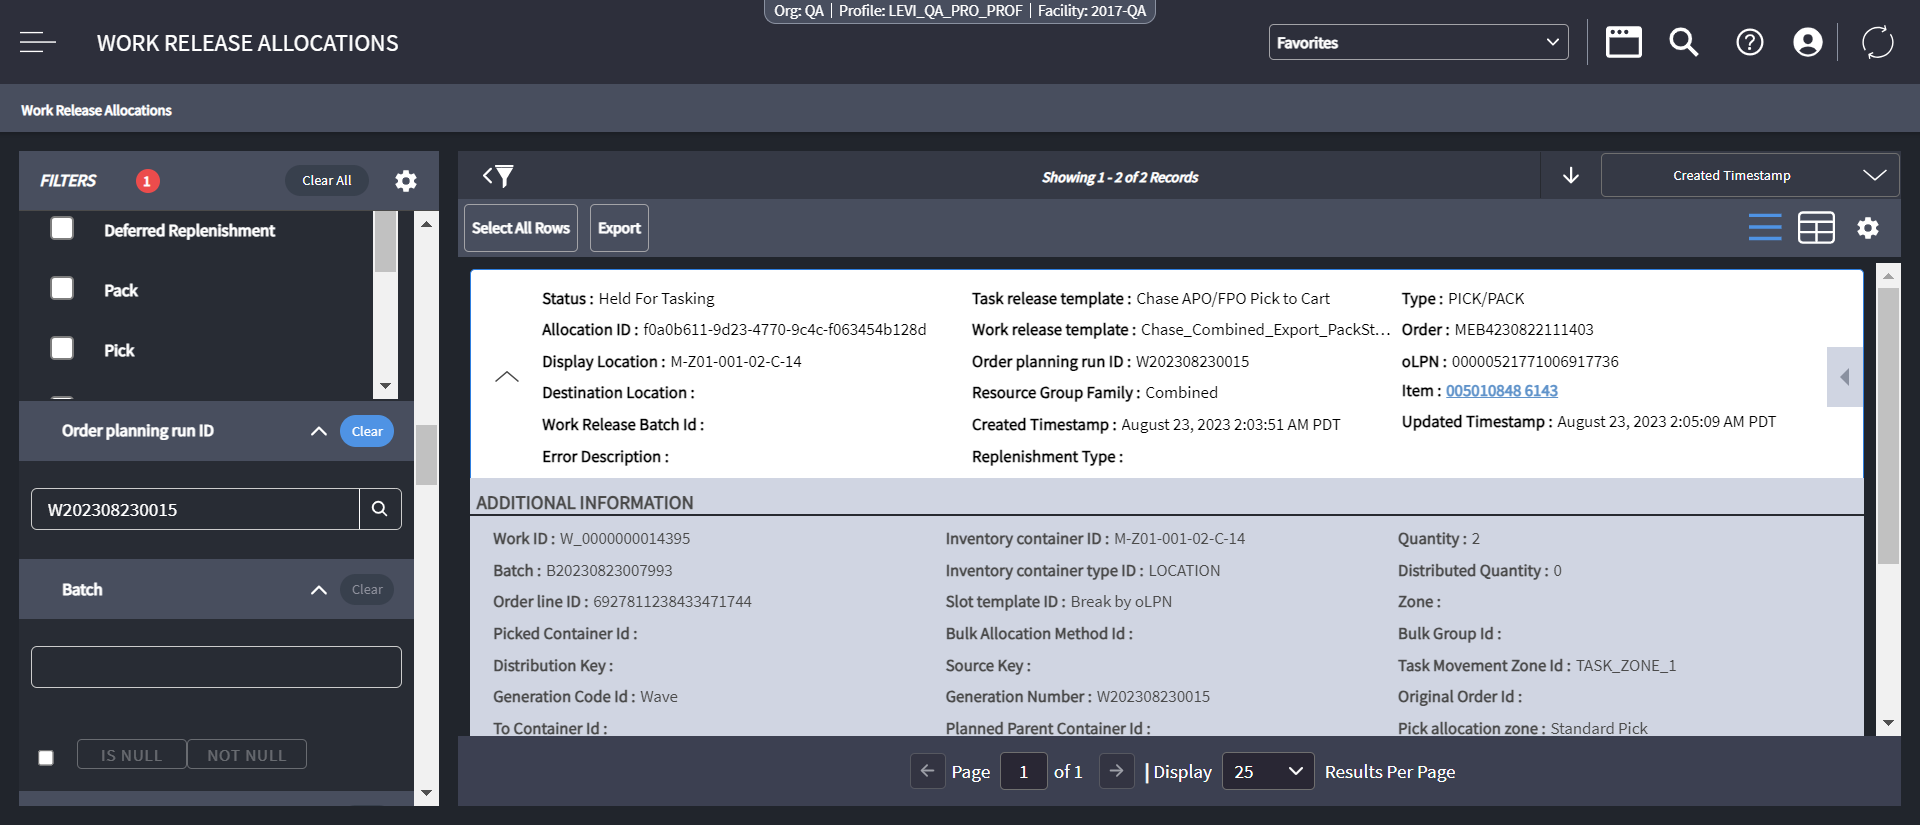 Org: QA | Profile: LEVI_QA_PRO_PROF | Facility: 2017-QA
WORK RELEASE ALLOCATIONS
Favorites
Work Release Allocations
FILTERS 1 Clear All
Deferred Replenishment
Pack
Pick
Order planning run ID Clear
W202308230015
Batch Clear
IS NULL NOT NULL
Showing 1 - 2 of 2 Records
Created Timestamp
Select All Rows Export
Status : Held For Tasking
Allocation ID : f0a0b611-9d23-4770-9c4c-f063454b128d
Display Location : M-Z01-001-02-C-14
Destination Location :
Work Release Batch Id :
Error Description :
Task release template : Chase APO/FPO Pick to Cart
Work release template : Chase_Combined_Export_PackSt...
Order planning run ID : W202308230015
Resource Group Family : Combined
Created Timestamp : August 23, 2023 2:03:51 AM PDT
Replenishment Type :
Type : PICK/PACK
Order : MEB4230822111403
oLPN : 00000521771006917736
Item : 005010848 6143
Updated Timestamp : August 23, 2023 2:05:09 AM PDT
ADDITIONAL INFORMATION
Work ID : W_0000000014395
Batch : B20230823007993
Order line ID : 6927811238433471744
Picked Container Id :
Distribution Key :
Generation Code Id : Wave
To Container Id :
Inventory container ID : M-Z01-001-02-C-14
Inventory container type ID : LOCATION
Slot template ID : Break by oLPN
Bulk Allocation Method Id :
Source Key :
Generation Number : W202308230015
Planned Parent Container Id :
Quantity : 2
Distributed Quantity : 0
Zone :
Bulk Group Id :
Task Movement Zone Id : TASK_ZONE_1
Original Order Id :
Pick allocation zone : Standard Pick
Page 1 of 1 | Display 25 Results Per Page